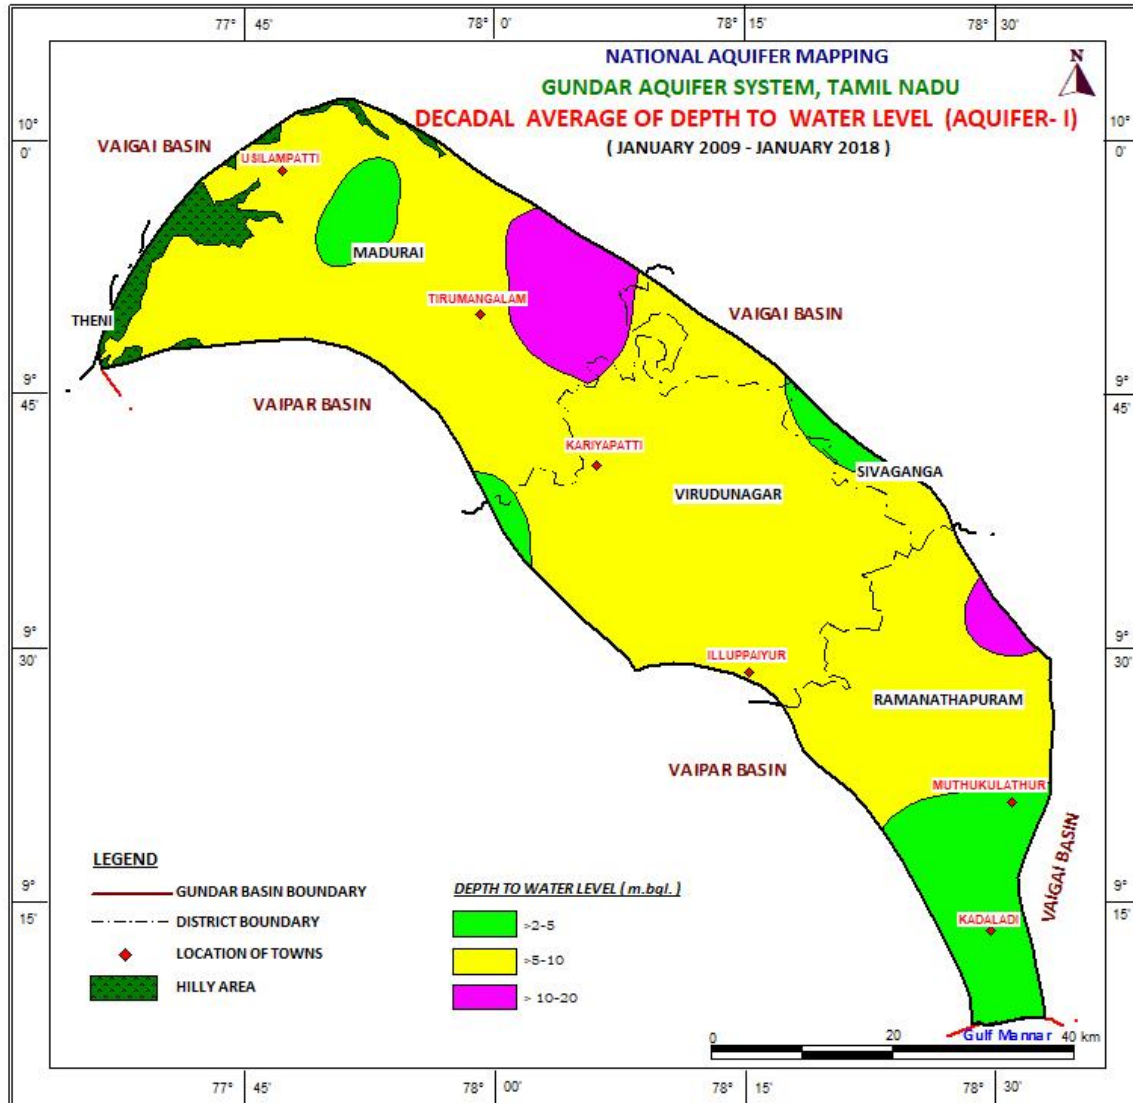 77° 45' 78° 0' 78° 15' 78° 30'
NATIONAL AQUIFER MAPPING
N
GUNDAR AQUIFER SYSTEM, TAMIL NADU
DECADAL AVERAGE OF DEPTH TO WATER LEVEL (AQUIFER- I)
( JANUARY 2009 - JANUARY 2018 )
10°
0'
10°
0'
VAIGAI BASIN
USILAMPATTI
MADURAI
TIRUMANGALAM
THENI
VAIGAI BASIN
9°
45'
9°
45'
VAIPAR BASIN
KARIYAPATTI
SIVAGANGA
VIRUDUNAGAR
9°
30'
9°
30'
ILLUPPAIYUR
RAMANATHAPURAM
VAIPAR BASIN
MUTHUKULATHUR
VAIGAI BASIN
9°
15'
9°
15'
KADALADI
LEGEND
GUNDAR BASIN BOUNDARY
DISTRICT BOUNDARY
LOCATION OF TOWNS
HILLY AREA
DEPTH TO WATER LEVEL ( m.bgl. )
>2-5
>5-10
> 10-20
Gulf Mannar
0 20 40 km
77° 45' 78° 00' 78° 15' 78° 30'